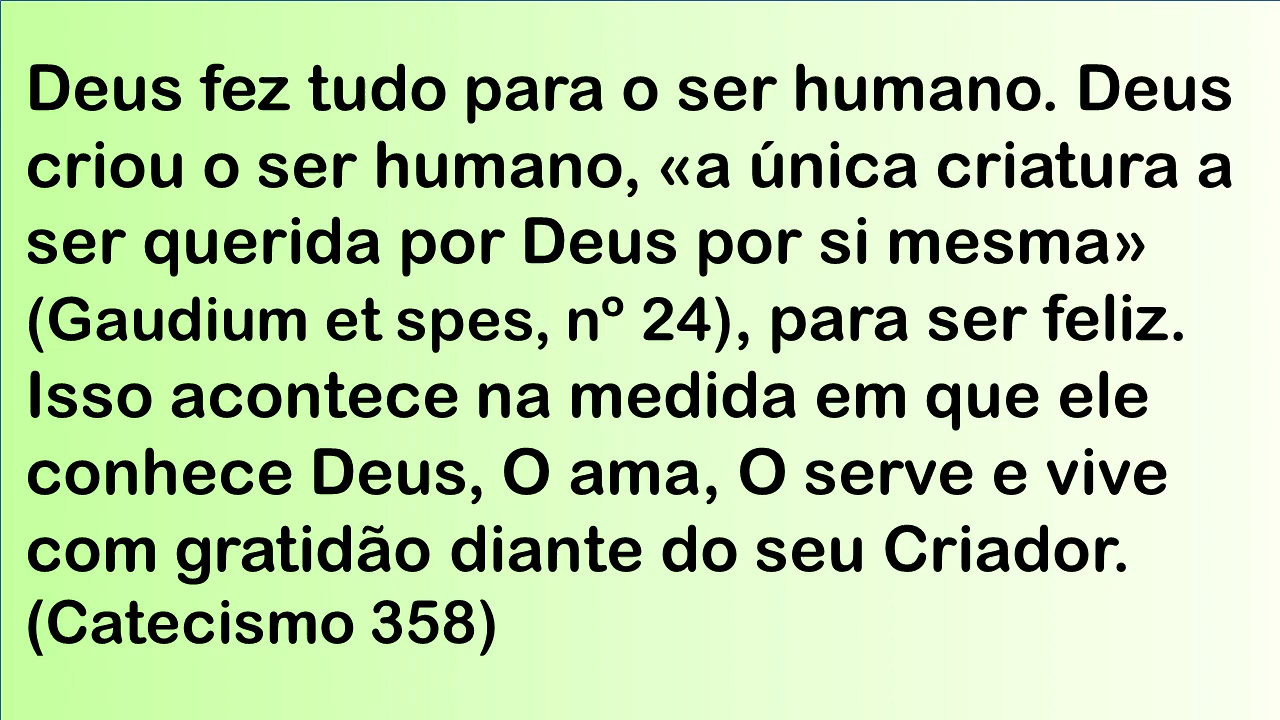 Deus fez tudo para o ser humano. Deus
criou o ser humano, «a única criatura a
ser querida por Deus por si mesma»
(Gaudium et spes, nº 24), para ser feliz.
Isso acontece na medida em que ele
conhece Deus, O ama, O serve e vive
com gratidão diante do seu Criador.
(Catecismo 358)